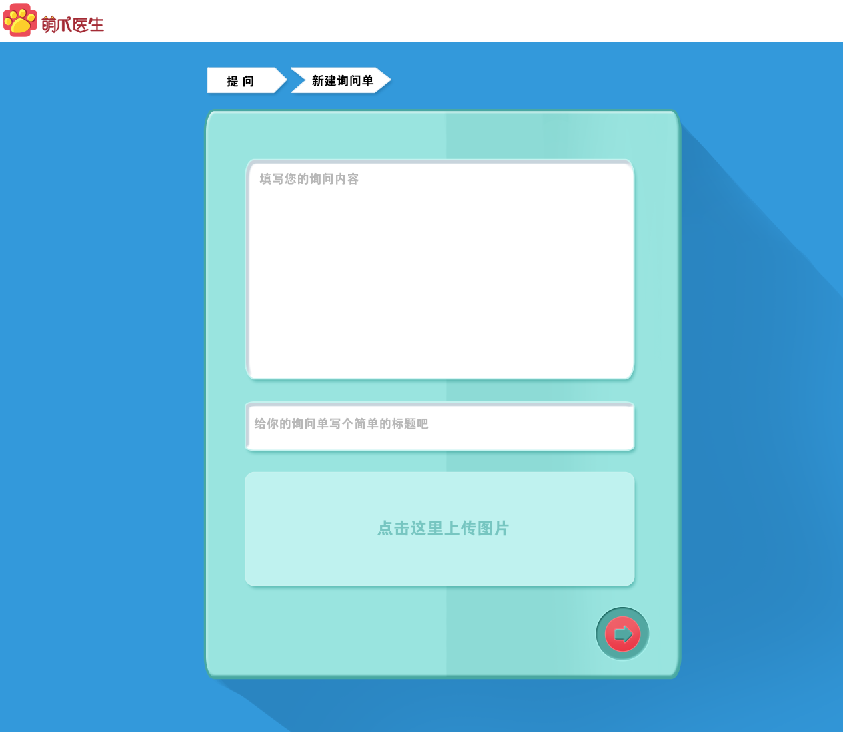 萌爪医生
提 问
新建询问单
填写您的询问内容
给你的询问单写个简单的标题吧
点击这里上传图片